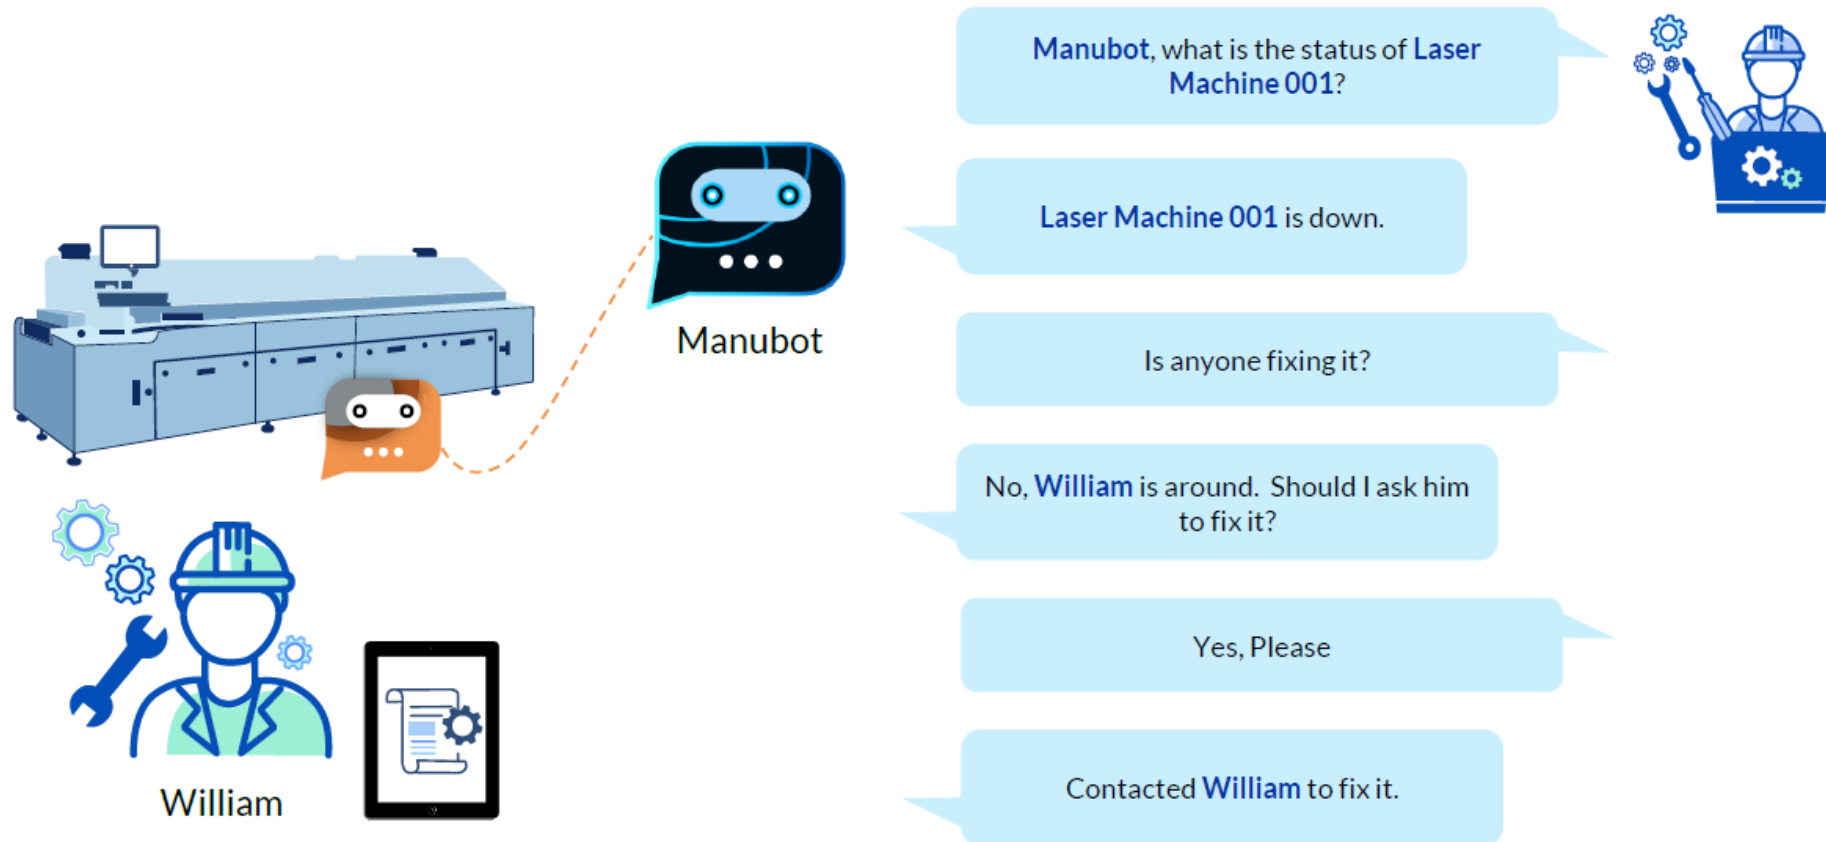 Manubot, what is the status of Laser
Machine 001?
Laser Machine 001 is down.
Manubot
Is anyone fixing it?
No, William is around. Should I ask him
to fix it?
Yes, Please
Contacted William to fix it.
William